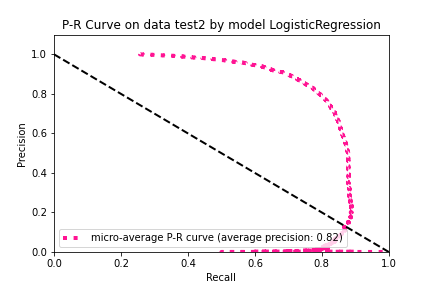 P-R Curve on data test2 by model LogisticRegression
Precision
1.0
0.8
0.6
0.4
0.2
0.0
micro-average P-R curve (average precision: 0.82)
0.0 0.2 0.4 0.6 0.8 1.0
Recall